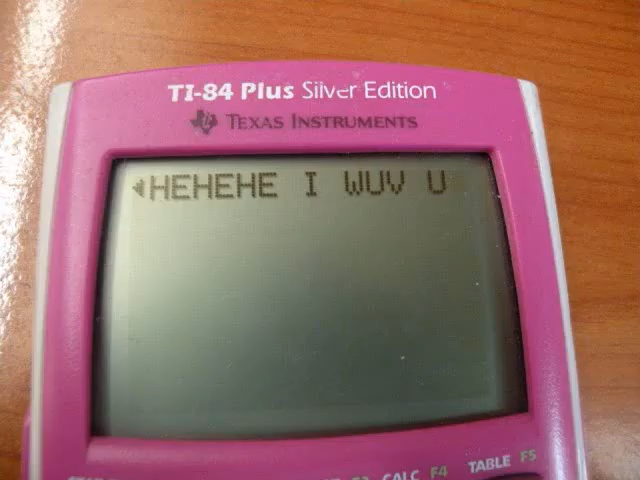 TI-84 Plus Silver Edition
TEXAS INSTRUMENTS
HEHEHE I WUV U
CALC F4 TABLE F5